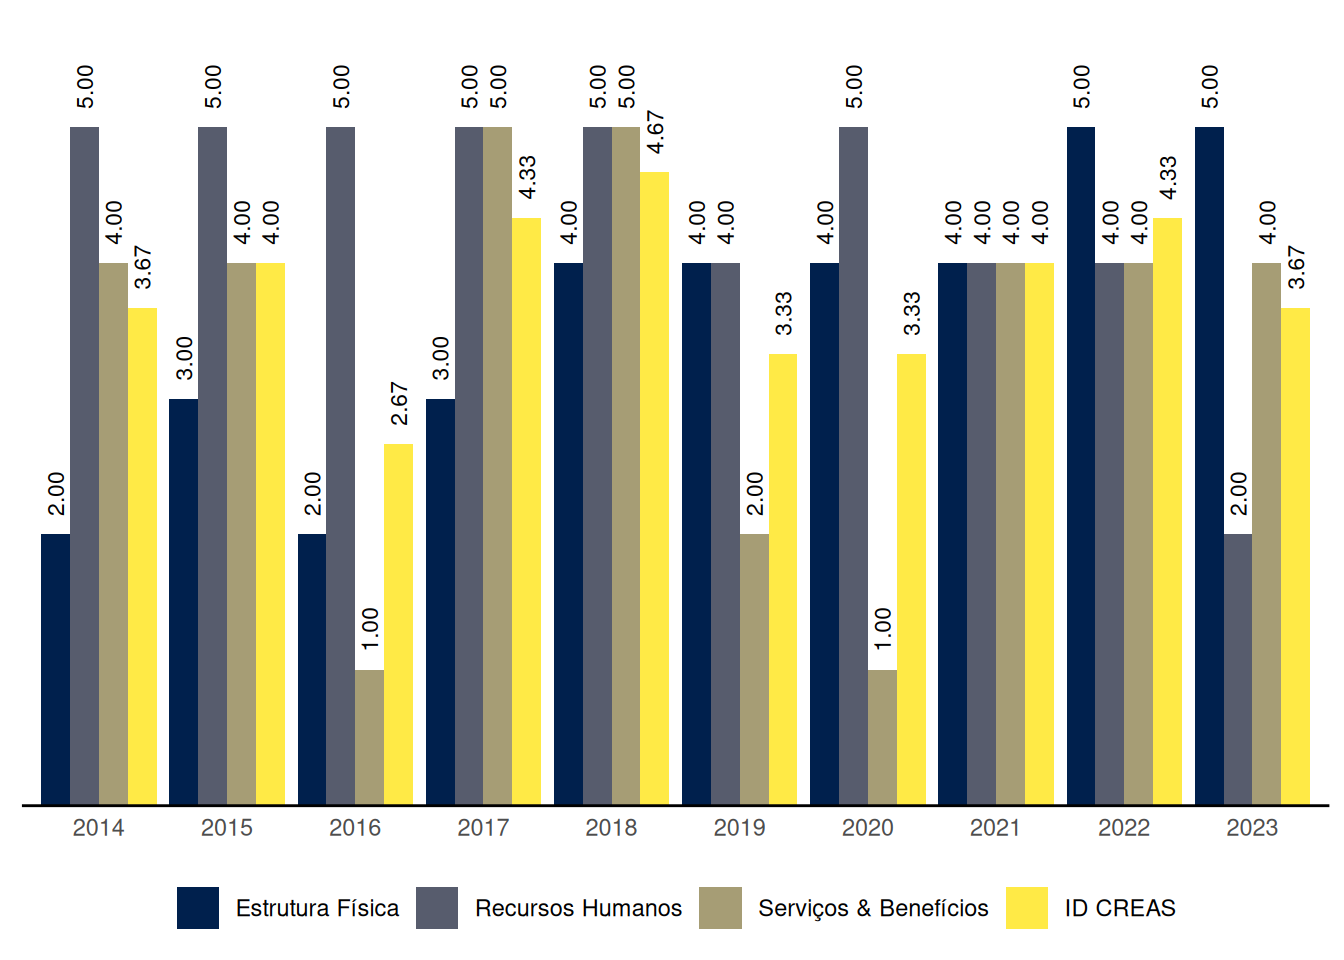 5.00 5.00 5.00 5.00 5.00 5.00 5.00 5.00 5.00 5.00
4.67
4.33 4.33
4.00 4.00 4.00 4.00 4.00 4.00 4.00 4.00 4.00 4.00 4.00 4.00 4.00 4.00
3.67 3.67
3.33 3.33
3.00 3.00
2.67
2.00 2.00 2.00 2.00
1.00 1.00
2014 2015 2016 2017 2018 2019 2020 2021 2022 2023
Estrutura Física Recursos Humanos Serviços & Benefícios ID CREAS